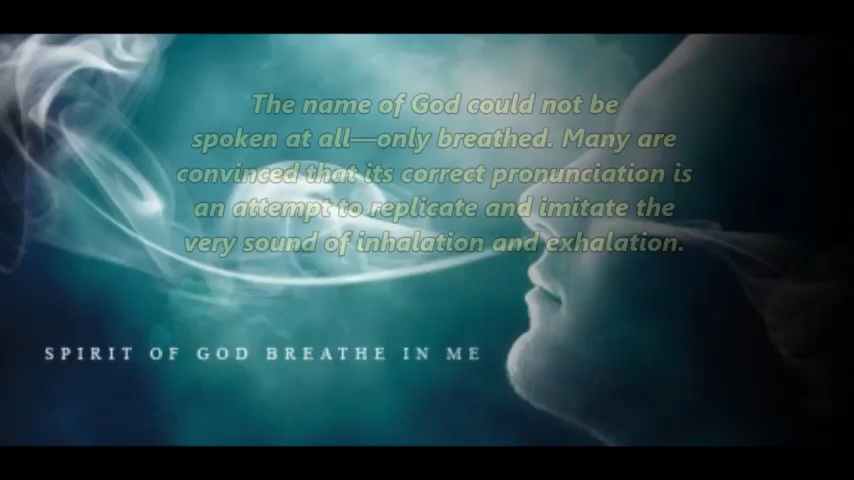 The name of God could not be
spoken at all—only breathed. Many are
convinced that its correct pronunciation is
an attempt to replicate and imitate the
very sound of inhalation and exhalation.
SPIRIT OF GOD BREATHE IN ME